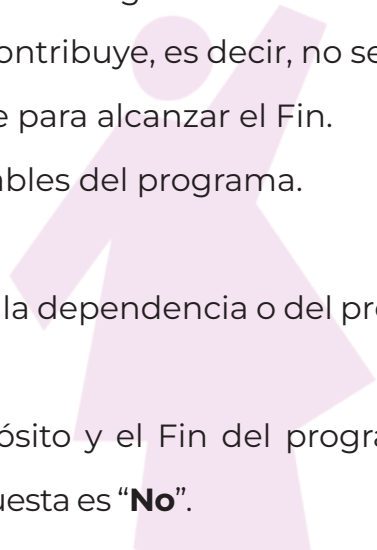 ontribuye, es decir, no se
e para alcanzar el Fin.
ables del programa.
la dependencia o del pr
ósito y el Fin del progra
uesta es “No”.